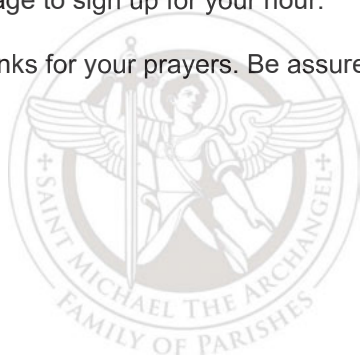 age to sign up for your hour.
nks for your prayers. Be assure
SAINT MICHAEL THE ARCHANGEL
FAMILY OF PARISHES